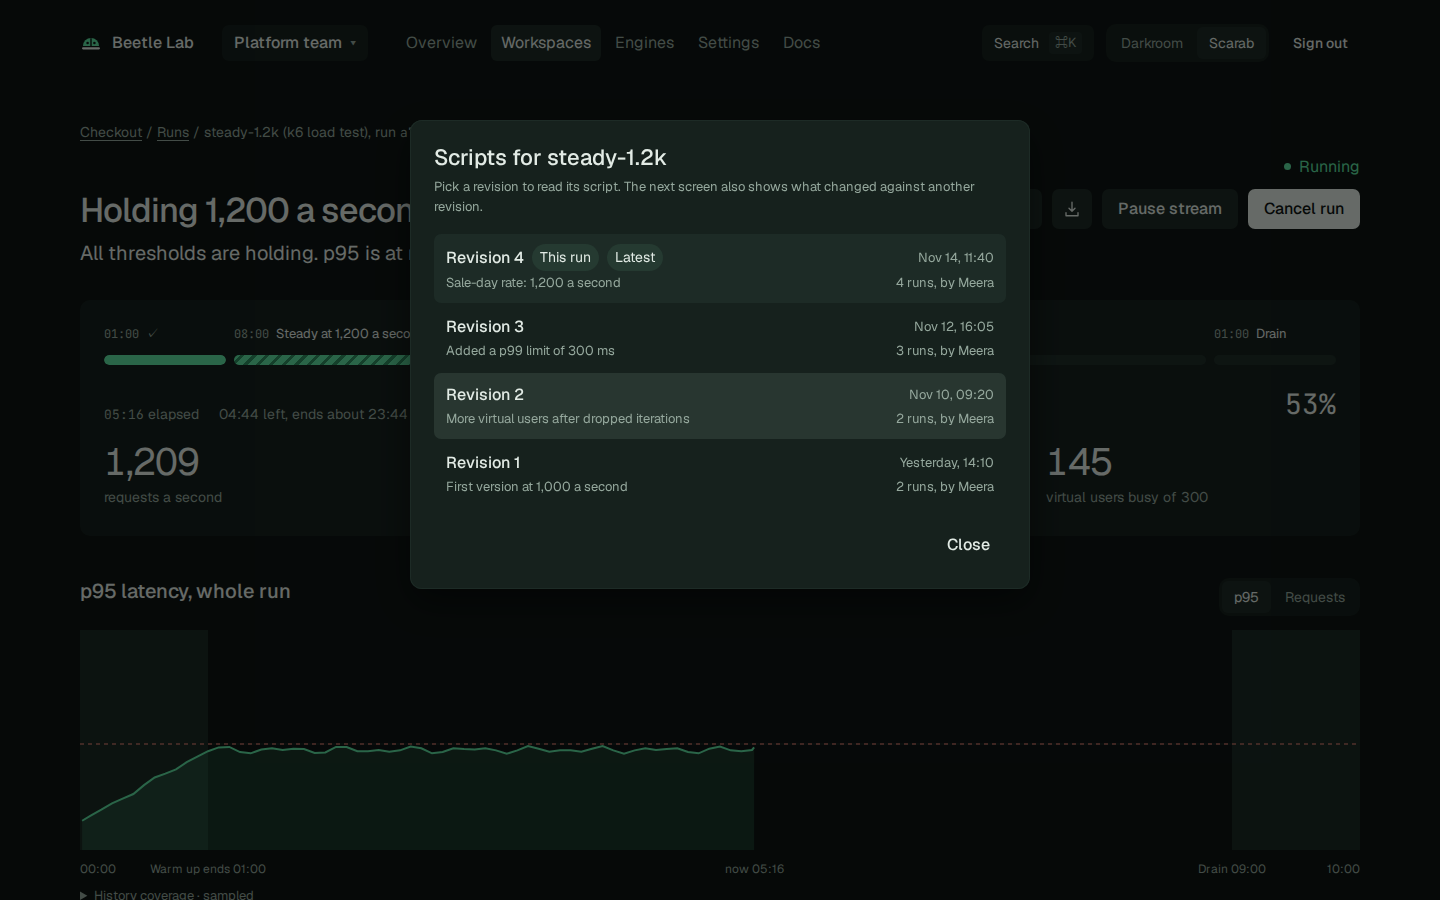 Beetle Lab
Platform team
Overview
Workspaces
Engines
Settings
Docs
Search ⌘K
Darkroom
Scarab
Sign out
Checkout / Runs / steady-1.2k (k6 load test), run
Running
Holding 1,200 a secon
Pause stream
Cancel run
All thresholds are holding. p95 is at
Scripts for steady-1.2k
Pick a revision to read its script. The next screen also shows what changed against another
revision.
Revision 4 This run Latest Nov 14, 11:40
Sale-day rate: 1,200 a second 4 runs, by Meera
Revision 3 Nov 12, 16:05
Added a p99 limit of 300 ms 3 runs, by Meera
Revision 2 Nov 10, 09:20
More virtual users after dropped iterations 2 runs, by Meera
Revision 1 Yesterday, 14:10
First version at 1,000 a second 2 runs, by Meera
Close
01:00 ✓
08:00 Steady at 1,200 a seco
01:00 Drain
05:16 elapsed 04:44 left, ends about 23:44
53%
1,209
requests a second
145
virtual users busy of 300
p95 latency, whole run
p95
Requests
00:00
Warm up ends 01:00
now 05:16
Drain 09:00
10:00
History coverage · sampled